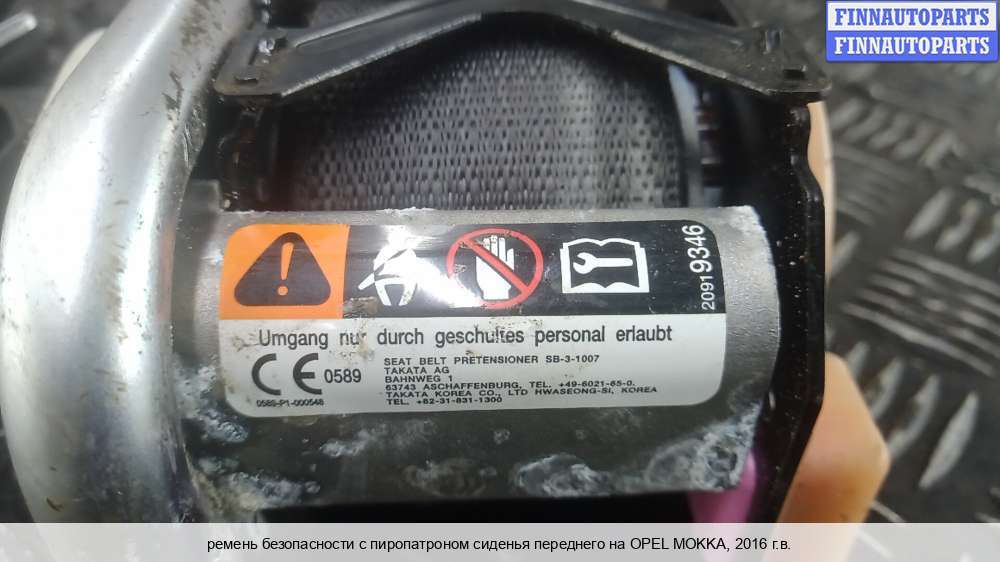 FINNAUTOPARTS
FINNAUTOPARTS
20919346
Umgang nur durch geschultes personal erlaubt
CE 0589
0589-P1-000548
SEAT BELT PRETENSIONER SB-3-1007
TAKATA AG
BAHNWEG 1
63743 ASCHAFFENBURG, TEL. +49-6021-65-0.
TAKATA KOREA CO., LTD HWASEONG-SI, KOREA
TEL. +82-31-831-1300
ремень безопасности с пиропатроном сиденья переднего на OPEL MOKKA, 2016 г.в.